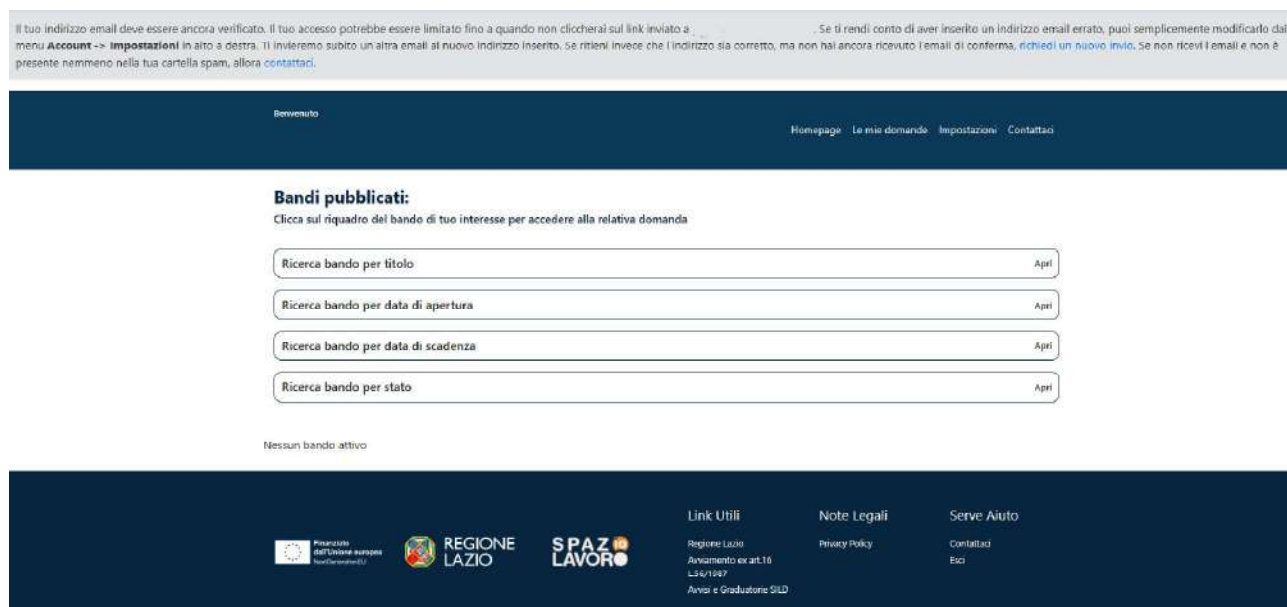 Il tuo indirizzo email deve essere ancora verificato. Il tuo accesso potrebbe essere limitato fino a quando non cliccherai sul link inviato a . Se ti rendi conto di aver inserito un indirizzo email errato, puoi semplicemente modificarlo dal
menu Account -> Impostazioni in alto a destra. Ti invieremo subito un altra email al nuovo indirizzo inserito. Se ritieni invece che l'indirizzo sia corretto, ma non hai ancora ricevuto l'email di conferma, richiedi un nuovo invio. Se non ricevi l'email e non è
presente nemmeno nella tua cartella spam, allora contattaci.
Benvenuto
Homepage Le mie domande Impostazioni Contattaci
Bandi pubblicati:
Clicca sul riquadro del bando di tuo interesse per accedere alla relativa domanda
Ricerca bando per titolo Apri
Ricerca bando per data di apertura Apri
Ricerca bando per data di scadenza Apri
Ricerca bando per stato Apri
Nessun bando attivo
Finanziato
dall'Unione europea
NextGenerationEU
REGIONE
LAZIO
SPAZIO
LAVORO
Link Utili
Regione Lazio
Avviamento ex art.16
L.56/1987
Avvisi e Graduatorie SILD
Note Legali
Privacy Policy
Serve Aiuto
Contattaci
Esci